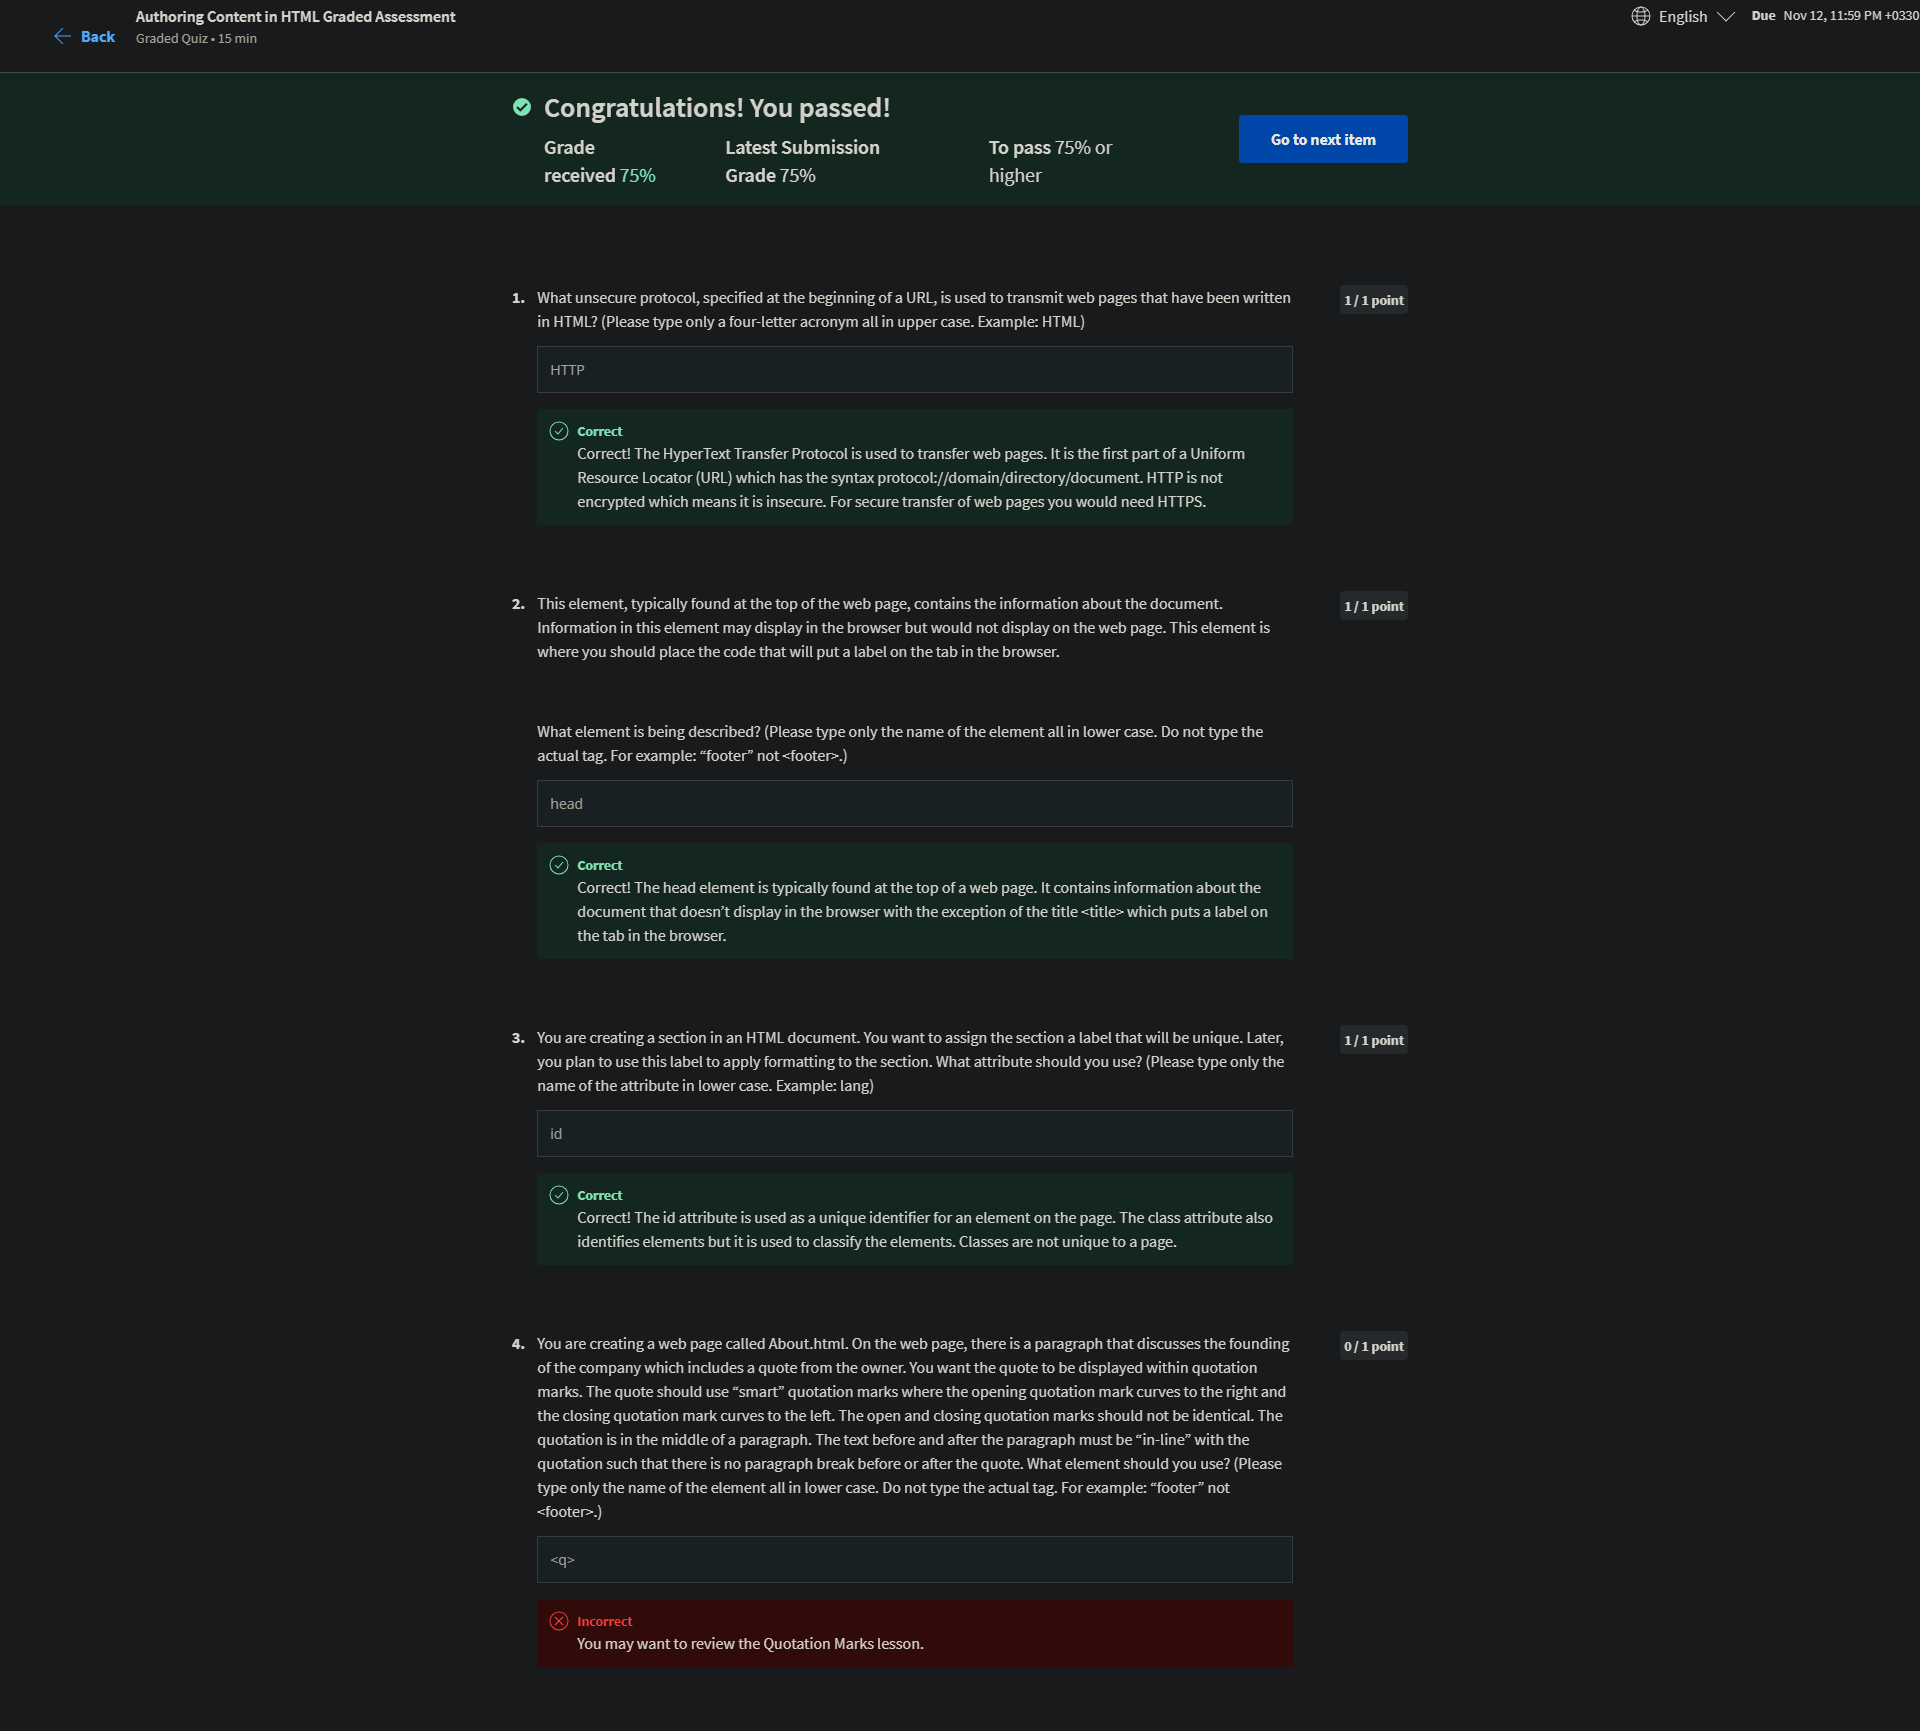 Back
Authoring Content in HTML Graded Assessment
Graded Quiz • 15 min
English
Due Nov 12, 11:59 PM +0330
Congratulations! You passed!
Grade
received 75%
Latest Submission
Grade 75%
To pass 75% or
higher
Go to next item
1. What unsecure protocol, specified at the beginning of a URL, is used to transmit web pages that have been written
in HTML? (Please type only a four-letter acronym all in upper case. Example: HTML)
1 / 1 point
HTTP
Correct
Correct! The HyperText Transfer Protocol is used to transfer web pages. It is the first part of a Uniform
Resource Locator (URL) which has the syntax protocol://domain/directory/document. HTTP is not
encrypted which means it is insecure. For secure transfer of web pages you would need HTTPS.
2. This element, typically found at the top of the web page, contains the information about the document.
Information in this element may display in the browser but would not display on the web page. This element is
where you should place the code that will put a label on the tab in the browser.
1 / 1 point
What element is being described? (Please type only the name of the element all in lower case. Do not type the
actual tag. For example: “footer” not <footer>.)
head
Correct
Correct! The head element is typically found at the top of a web page. It contains information about the
document that doesn’t display in the browser with the exception of the title <title> which puts a label on
the tab in the browser.
3. You are creating a section in an HTML document. You want to assign the section a label that will be unique. Later,
you plan to use this label to apply formatting to the section. What attribute should you use? (Please type only the
name of the attribute in lower case. Example: lang)
1 / 1 point
id
Correct
Correct! The id attribute is used as a unique identifier for an element on the page. The class attribute also
identifies elements but it is used to classify the elements. Classes are not unique to a page.
4. You are creating a web page called About.html. On the web page, there is a paragraph that discusses the founding
of the company which includes a quote from the owner. You want the quote to be displayed within quotation
marks. The quote should use “smart” quotation marks where the opening quotation mark curves to the right and
the closing quotation mark curves to the left. The open and closing quotation marks should not be identical. The
quotation is in the middle of a paragraph. The text before and after the paragraph must be “in-line” with the
quotation such that there is no paragraph break before or after the quote. What element should you use? (Please
type only the name of the element all in lower case. Do not type the actual tag. For example: “footer” not
<footer>.)
0 / 1 point
<q>
Incorrect
You may want to review the Quotation Marks lesson.